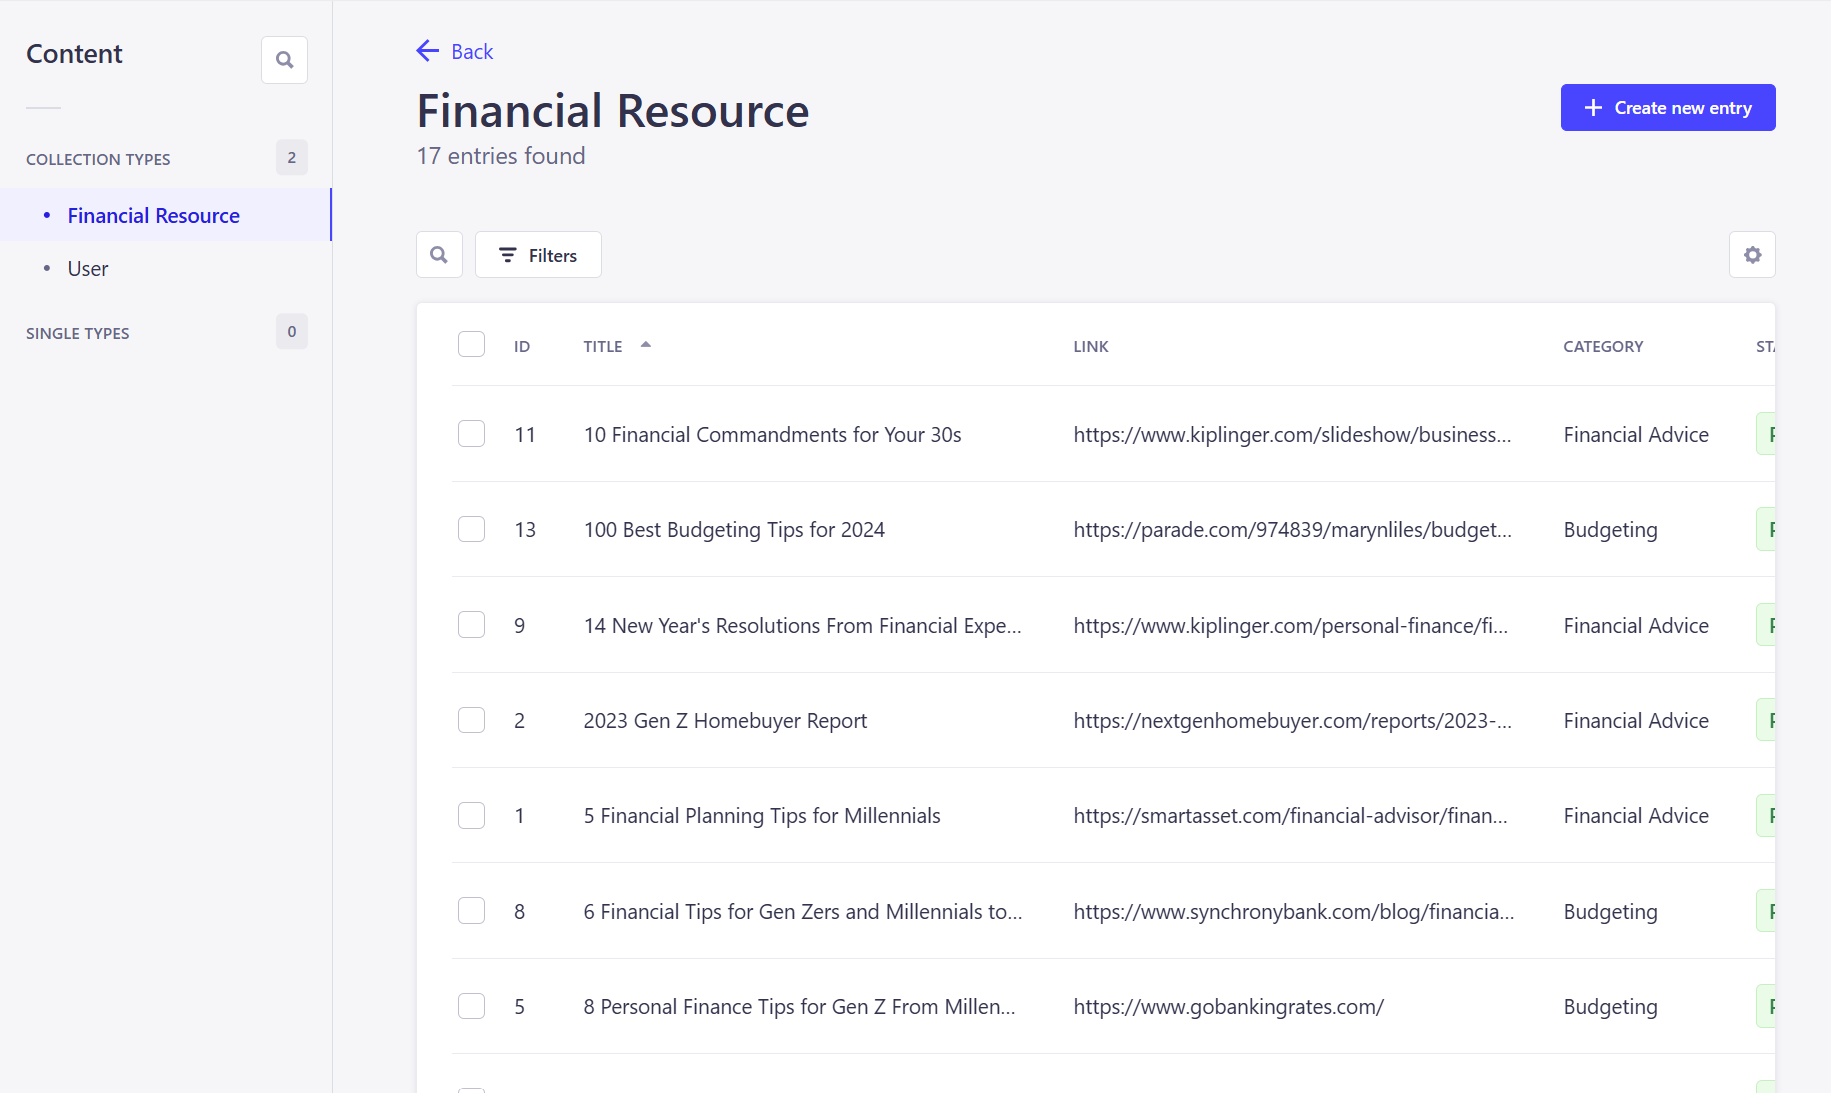 Content
COLLECTION TYPES 2
• Financial Resource
• User
SINGLE TYPES 0
Back
Financial Resource
17 entries found
Create new entry
Filters
ID TITLE LINK CATEGORY
11 10 Financial Commandments for Your 30s https://www.kiplinger.com/slideshow/business... Financial Advice
13 100 Best Budgeting Tips for 2024 https://parade.com/974839/marynliles/budget... Budgeting
9 14 New Year's Resolutions From Financial Expe... https://www.kiplinger.com/personal-finance/fi... Financial Advice
2 2023 Gen Z Homebuyer Report https://nextgenhomebuyer.com/reports/2023-... Financial Advice
1 5 Financial Planning Tips for Millennials https://smartasset.com/financial-advisor/finan... Financial Advice
8 6 Financial Tips for Gen Zers and Millennials to... https://www.synchronybank.com/blog/financia... Budgeting
5 8 Personal Finance Tips for Gen Z From Millen... https://www.gobankingrates.com/ Budgeting